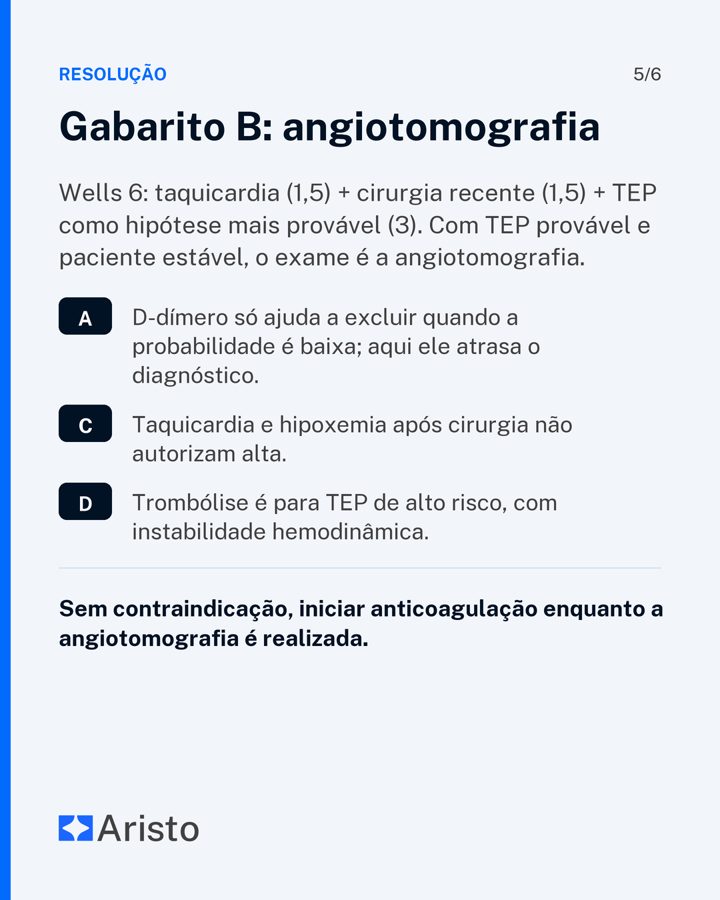 RESOLUÇÃO
5/6
Gabarito B: angiotomografia
Wells 6: taquicardia (1,5) + cirurgia recente (1,5) + TEP
como hipótese mais provável (3). Com TEP provável e
paciente estável, o exame é a angiotomografia.
A
D-dímero só ajuda a excluir quando a
probabilidade é baixa; aqui ele atrasa o
diagnóstico.
C
Taquicardia e hipoxemia após cirurgia não
autorizam alta.
D
Trombólise é para TEP de alto risco, com
instabilidade hemodinâmica.
Sem contraindicação, iniciar anticoagulação enquanto a
angiotomografia é realizada.
Aristo